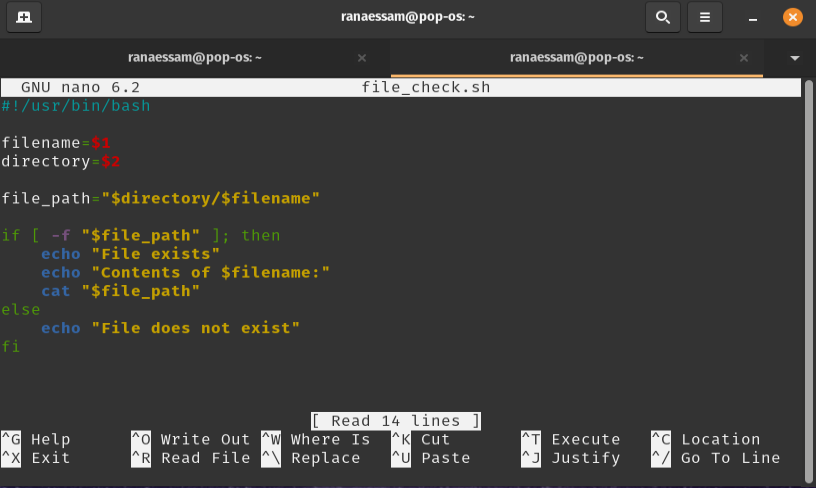 ranaessam@pop-os: ~
ranaessam@pop-os: ~
ranaessam@pop-os: ~
GNU nano 6.2 file_check.sh
#!/usr/bin/bash
filename=$1
directory=$2
file_path="$directory/$filename"
if [ -f "$file_path" ]; then
    echo "File exists"
    echo "Contents of $filename:"
    cat "$file_path"
else
    echo "File does not exist"
fi
[ Read 14 lines ]
^G Help ^O Write Out ^W Where Is ^K Cut ^T Execute ^C Location
^X Exit ^R Read File ^\ Replace ^U Paste ^J Justify ^/ Go To Line